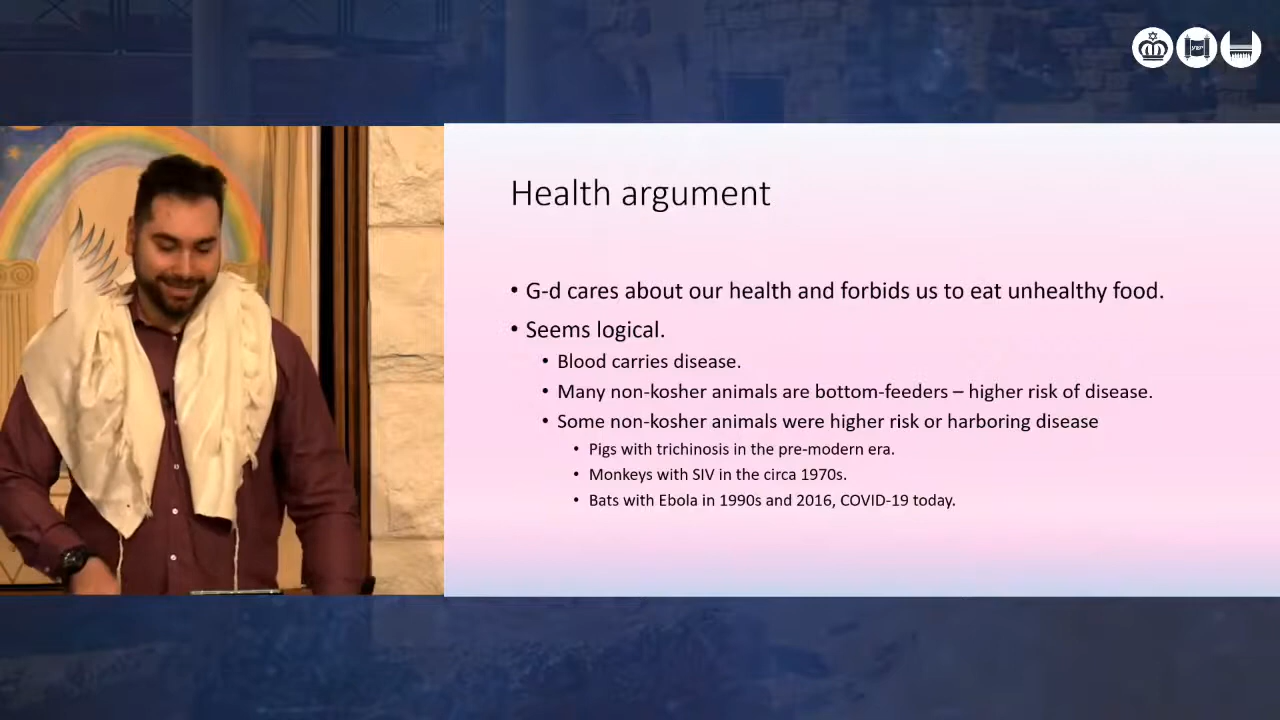 Health argument
• G-d cares about our health and forbids us to eat unhealthy food.
• Seems logical.
• Blood carries disease.
• Many non-kosher animals are bottom-feeders – higher risk of disease.
• Some non-kosher animals were higher risk or harboring disease
• Pigs with trichinosis in the pre-modern era.
• Monkeys with SIV in the circa 1970s.
• Bats with Ebola in 1990s and 2016, COVID-19 today.